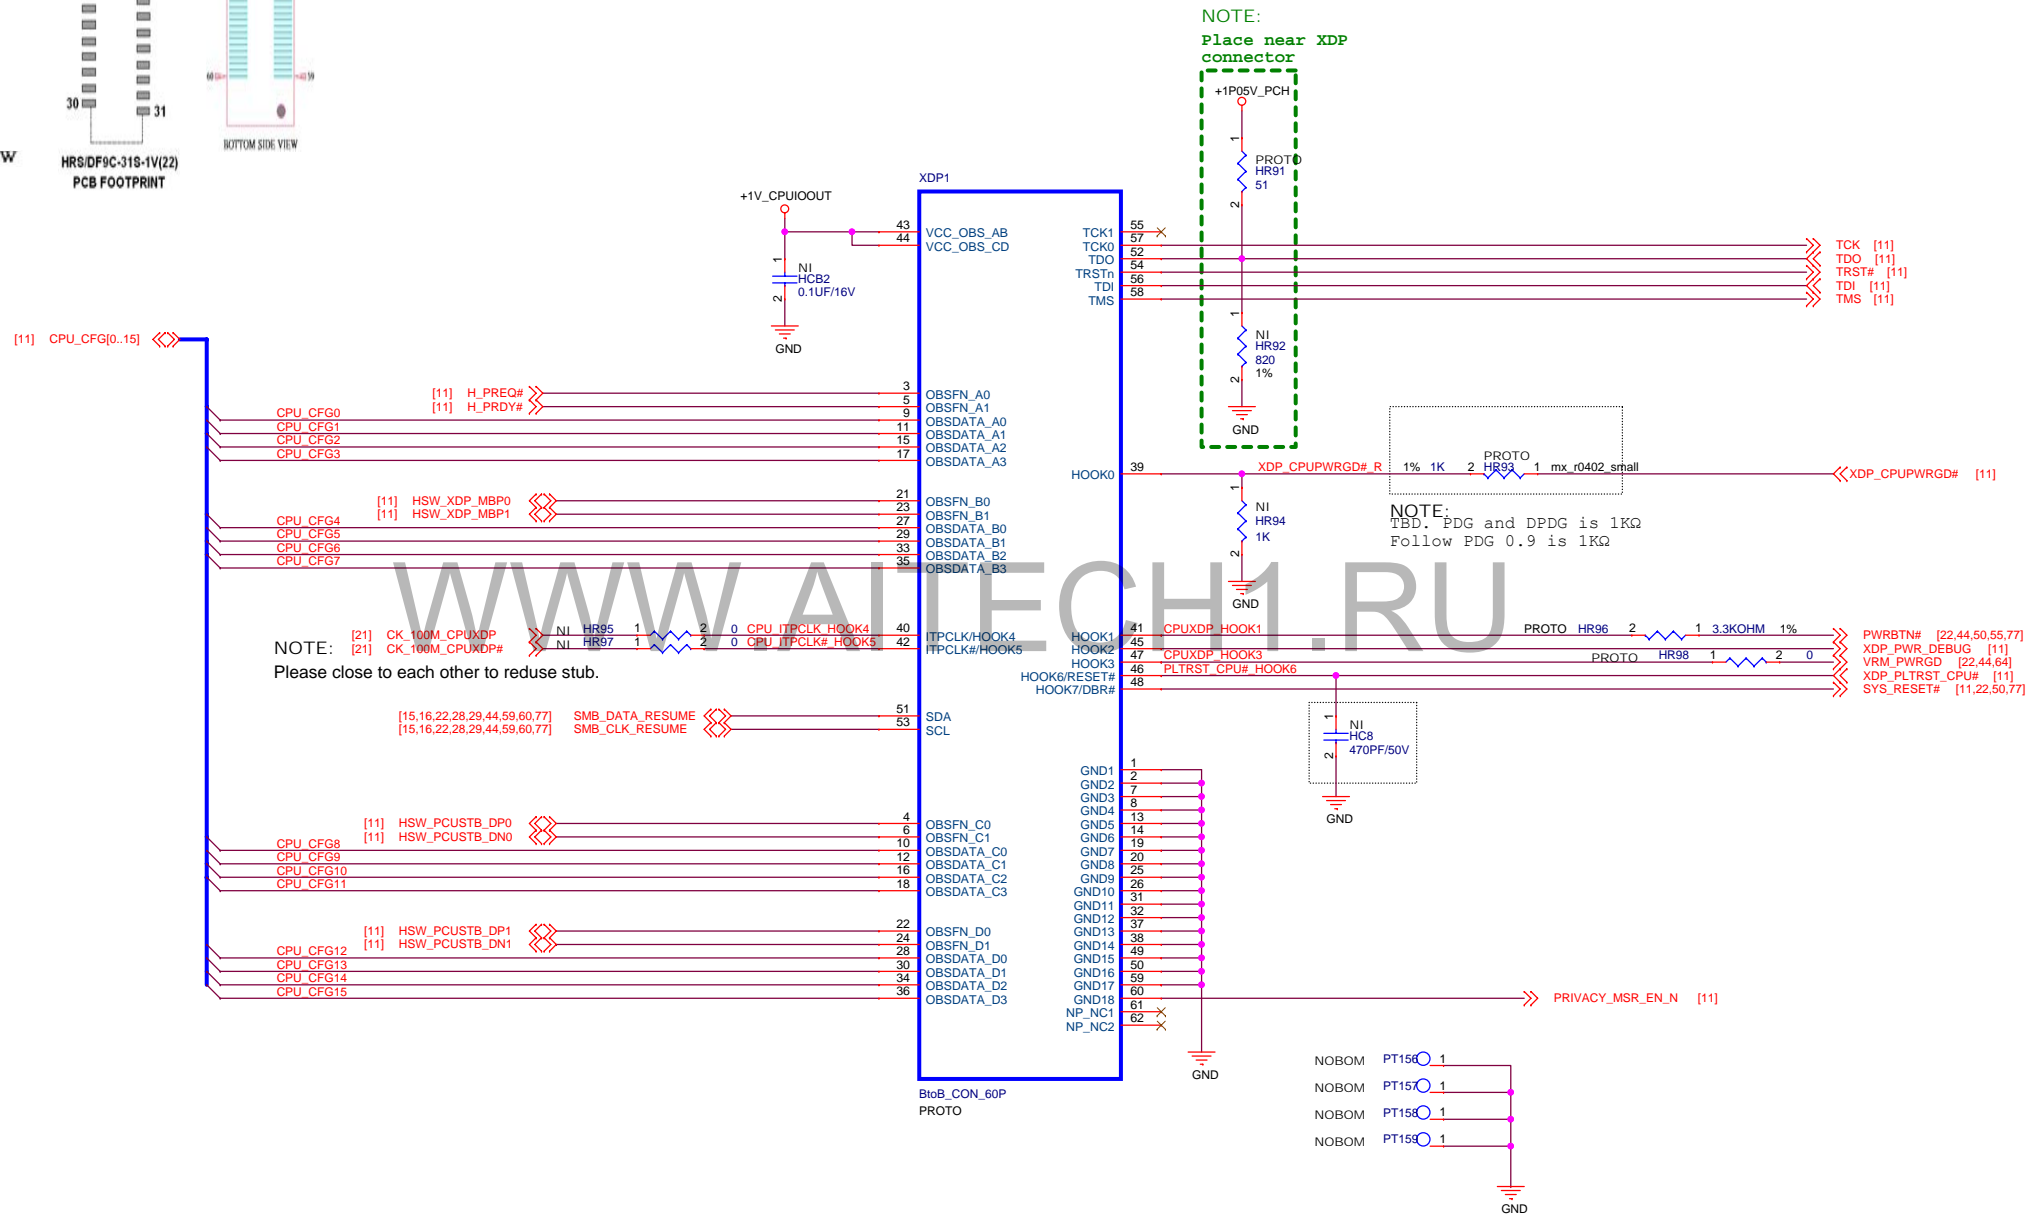 NOTE:
Place near XDP
connector
+1P05V_PCH
1
PROTO
HR91
51
2
1
NI
HR92
820
1%
2
GND
30
31
W
HRS/DF9C-31S-1V(22)
PCB FOOTPRINT
60
59
BOTTOM SIDE VIEW
XDP1
+1V_CPUIOOUT
1
NI
HCB2
0.1UF/16V
2
GND
43 VCC_OBS_AB
44 VCC_OBS_CD
[11] CPU_CFG[0..15]
[11] H_PREQ# 3 OBSFN_A0
[11] H_PRDY# 5 OBSFN_A1
CPU_CFG0 9 OBSDATA_A0
CPU_CFG1 11 OBSDATA_A1
CPU_CFG2 15 OBSDATA_A2
CPU_CFG3 17 OBSDATA_A3
[11] HSW_XDP_MBP0 21 OBSFN_B0
[11] HSW_XDP_MBP1 23 OBSFN_B1
CPU_CFG4 27 OBSDATA_B0
CPU_CFG5 29 OBSDATA_B1
CPU_CFG6 33 OBSDATA_B2
CPU_CFG7 35 OBSDATA_B3
WWW.AITECH1.RU
NOTE:
[21] CK_100M_CPUXDP NI HR95 1 2 0 CPU_ITPCLK_HOOK4 40 ITPCLK/HOOK4
[21] CK_100M_CPUXDP# NI HR97 1 2 0 CPU_ITPCLK#_HOOK5 42 ITPCLK#/HOOK5
Please close to each other to reduse stub.
[15,16,22,28,29,44,59,60,77] SMB_DATA_RESUME 51 SDA
[15,16,22,28,29,44,59,60,77] SMB_CLK_RESUME 53 SCL
[11] HSW_PCUSTB_DP0 4 OBSFN_C0
[11] HSW_PCUSTB_DN0 6 OBSFN_C1
CPU_CFG8 10 OBSDATA_C0
CPU_CFG9 12 OBSDATA_C1
CPU_CFG10 16 OBSDATA_C2
CPU_CFG11 18 OBSDATA_C3
[11] HSW_PCUSTB_DP1 22 OBSFN_D0
[11] HSW_PCUSTB_DN1 24 OBSFN_D1
CPU_CFG12 28 OBSDATA_D0
CPU_CFG13 30 OBSDATA_D1
CPU_CFG14 34 OBSDATA_D2
CPU_CFG15 36 OBSDATA_D3
TCK1 55
TCK0 57 TCK [11]
TDO 52 TDO [11]
TRSTn 54 TRST# [11]
TDI 56 TDI [11]
TMS 58 TMS [11]
HOOK0 39 XDP_CPUPWRGD#_R 1% 1K 2 PROTO HR93 1 mx_r0402_small XDP_CPUPWRGD# [11]
1
NI
HR94
1K
2
GND
NOTE:
TBD. PDG and DPDG is 1KΩ
Follow PDG 0.9 is 1KΩ
HOOK1 41 CPUXDP_HOOK1 PROTO HR96 2 1 3.3KOHM 1% PWRBTN# [22,44,50,55,77]
HOOK2 45 XDP_PWR_DEBUG [11]
HOOK3 47 CPUXDP_HOOK3 PROTO HR98 1 2 0 VRM_PWRGD [22,44,64]
HOOK6/RESET# 46 PLTRST_CPU#_HOOK6 XDP_PLTRST_CPU# [11]
HOOK7/DBR# 48 SYS_RESET# [11,22,50,77]
1
NI
HC8
470PF/50V
2
GND
GND1 1
GND2 2
GND3 7
GND4 8
GND5 13
GND6 14
GND7 19
GND8 20
GND9 25
GND10 26
GND11 31
GND12 32
GND13 37
GND14 38
GND15 49
GND16 50
GND17 59
GND18 60 PRIVACY_MSR_EN_N [11]
NP_NC1 61
NP_NC2 62
GND
BtoB_CON_60P
PROTO
NOBOM PT156 1
NOBOM PT157 1
NOBOM PT158 1
NOBOM PT159 1
GND